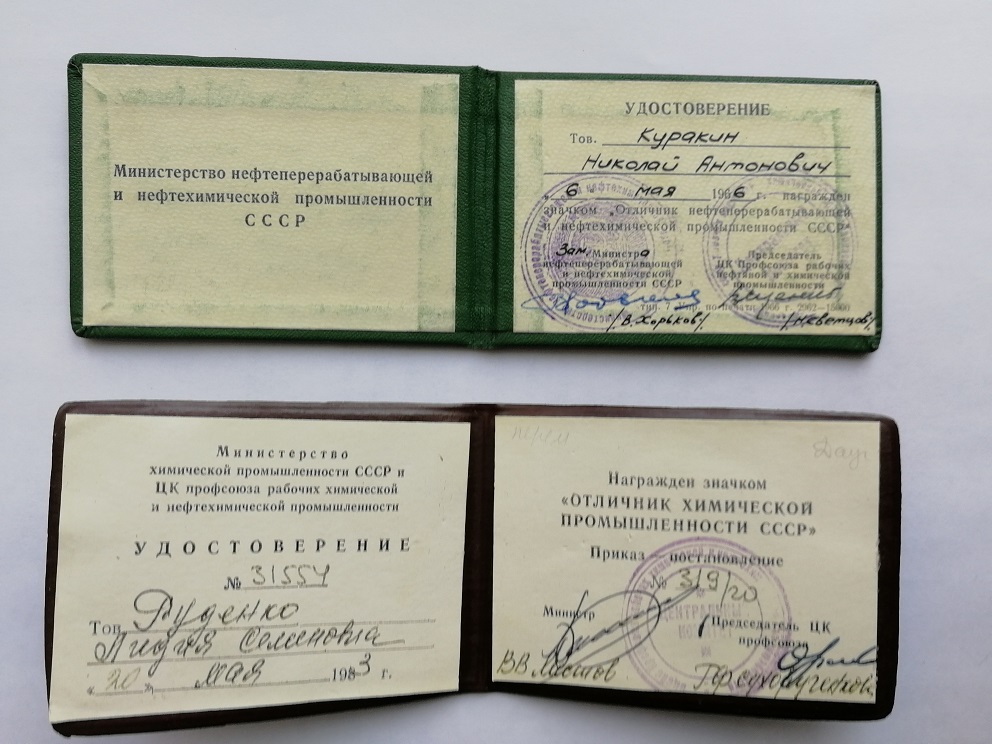 Министерство нефтеперерабатывающей
и нефтехимической промышленности
СССР
УДОСТОВЕРЕНИЕ
Тов. Куракин
Николай Антонович
"6" мая 1966 г. награжден
значком „Отличник нефтеперерабатывающей
и нефтехимической промышленности СССР"
Зам. Министра
нефтеперерабатывающей
и нефтехимической
промышленности СССР
Председатель
ЦК Профсоюза рабочих
нефтяной и химической
промышленности
/В. Хорьков/
Министерство
химической промышленности СССР и
ЦК профсоюза рабочих химической
и нефтехимической промышленности
УДОСТОВЕРЕНИЕ
№ 31554
Тов. Руденко
Лидия Семеновна
"20" мая 1983 г.
Награжден значком
«ОТЛИЧНИК ХИМИЧЕСКОЙ
ПРОМЫШЛЕННОСТИ СССР»
Приказ — постановление
№ 319/20
Министр
Председатель ЦК
профсоюза
В В Листов